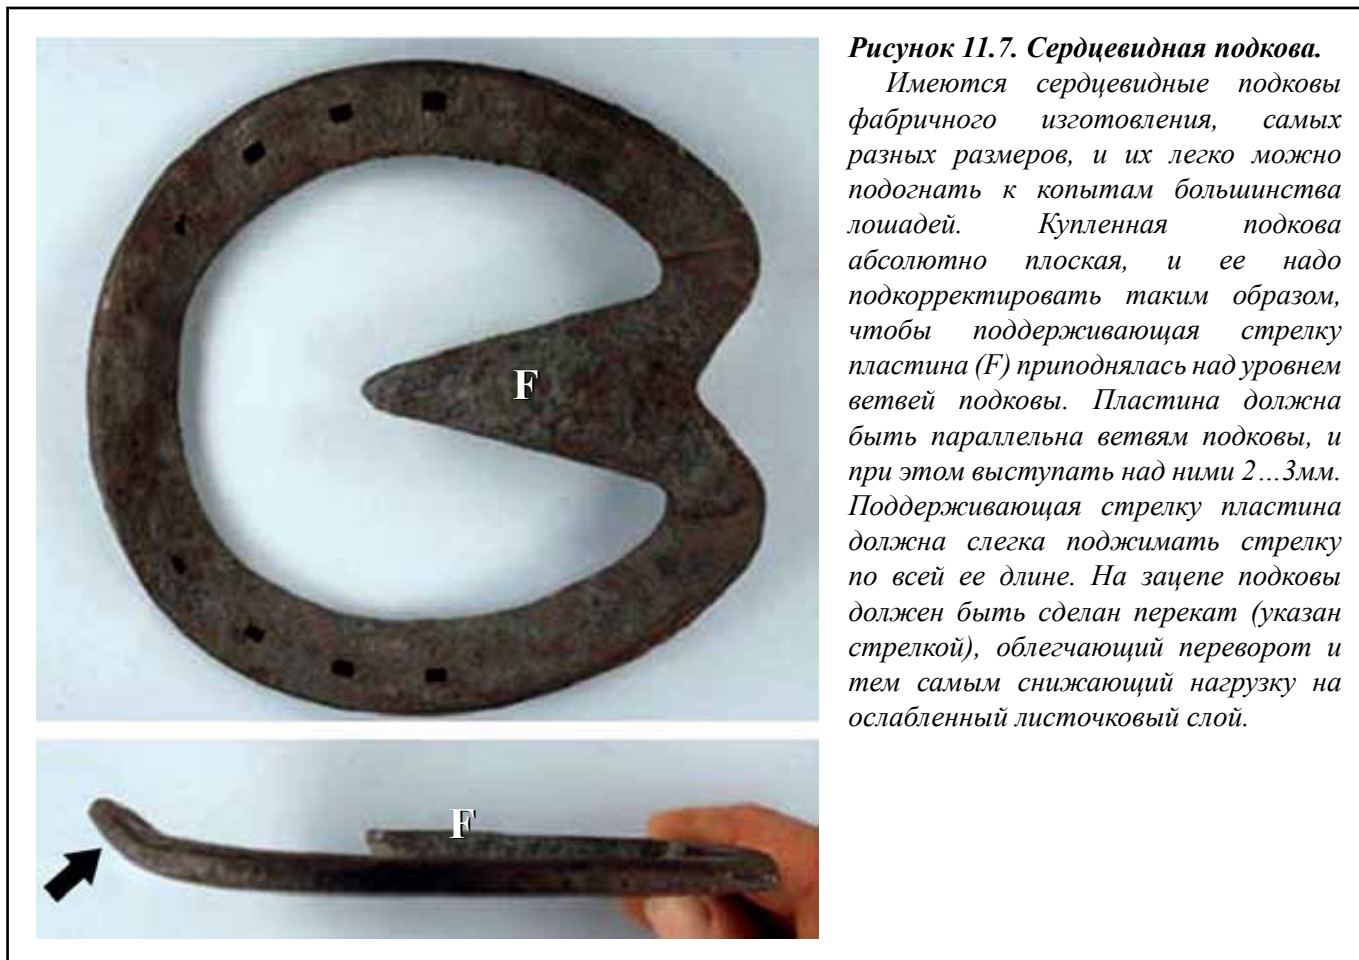 Рисунок 11.7. Сердцевидная подкова.
Имеются сердцевидные подковы
фабричного изготовления, самых
разных размеров, и их легко можно
подогнать к копытам большинства
лошадей. Купленная подкова
абсолютно плоская, и ее надо
подкорректировать таким образом,
чтобы поддерживающая стрелку
пластина (F) приподнялась над уровнем
ветвей подковы. Пластина должна
быть параллельна ветвям подковы, и
при этом выступать над ними 2...3мм.
Поддерживающая стрелку пластина
должна слегка поджимать стрелку
по всей ее длине. На зацепе подковы
должен быть сделан перекат (указан
стрелкой), облегчающий переворот и
тем самым снижающий нагрузку на
ослабленный листочковый слой.
F
F